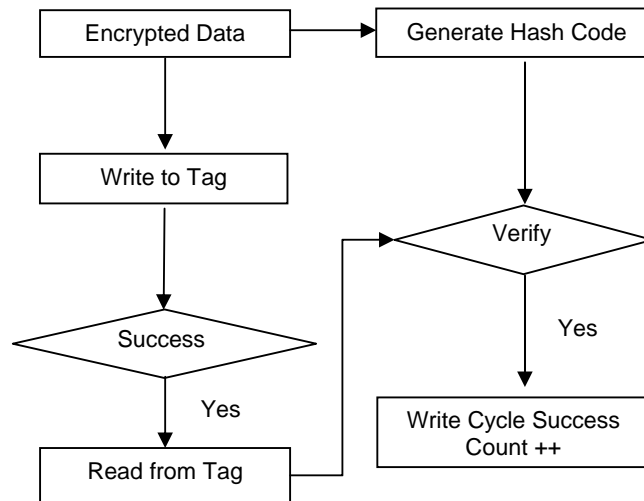 Encrypted Data
Generate Hash Code
Write to Tag
Verify
Success
Yes
Yes
Write Cycle Success
Count ++
Read from Tag